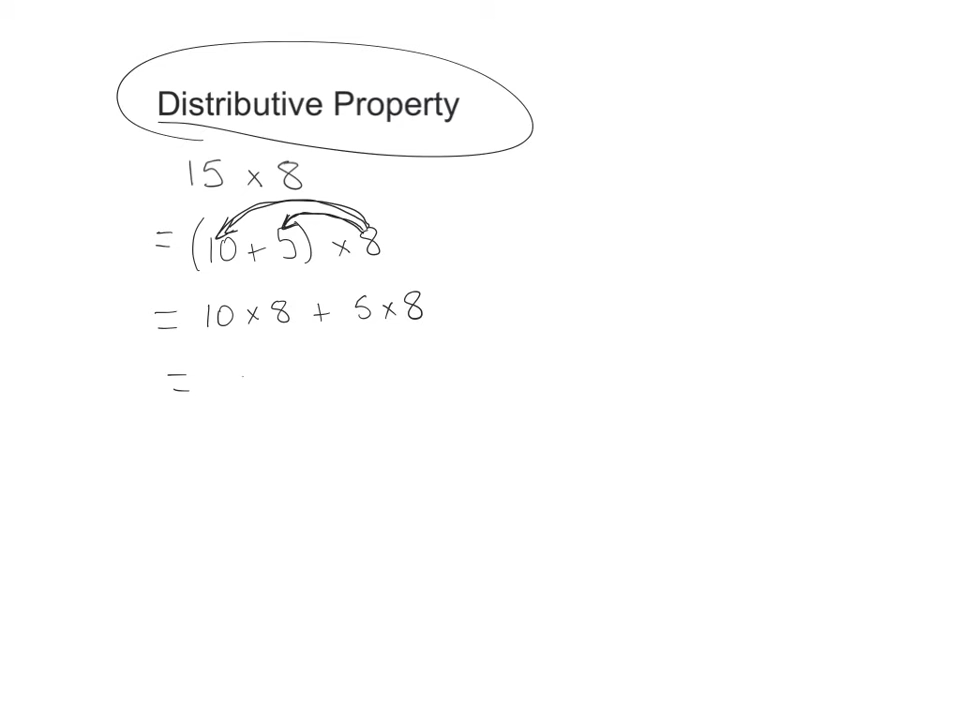 Distributive Property
15 × 8
= (10 + 5) × 8
= 10 × 8 + 5 × 8
=